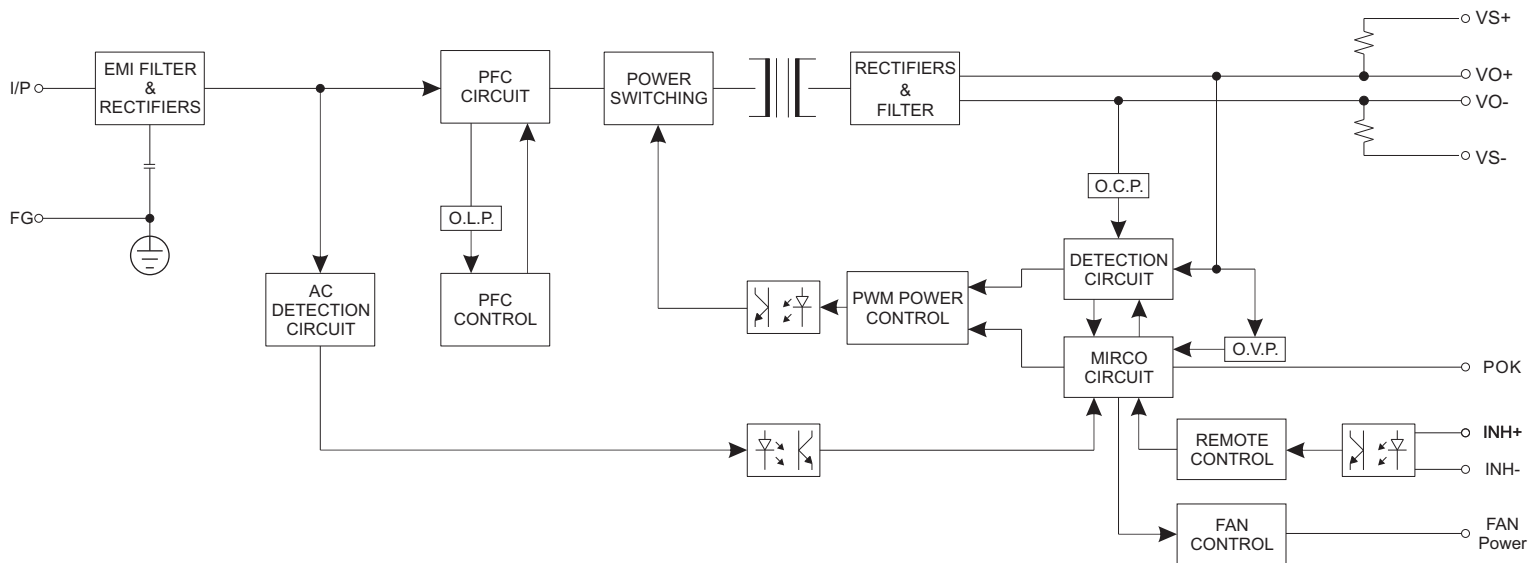 VS+
I/P
EMI FILTER
&
RECTIFIERS
PFC
CIRCUIT
POWER
SWITCHING
RECTIFIERS
&
FILTER
VO+
VO-
VS-
O.C.P.
FG
O.L.P.
AC
DETECTION
CIRCUIT
PFC
CONTROL
PWM POWER
CONTROL
DETECTION
CIRCUIT
O.V.P.
MIRCO
CIRCUIT
POK
REMOTE
CONTROL
INH+
INH-
FAN
CONTROL
FAN
Power